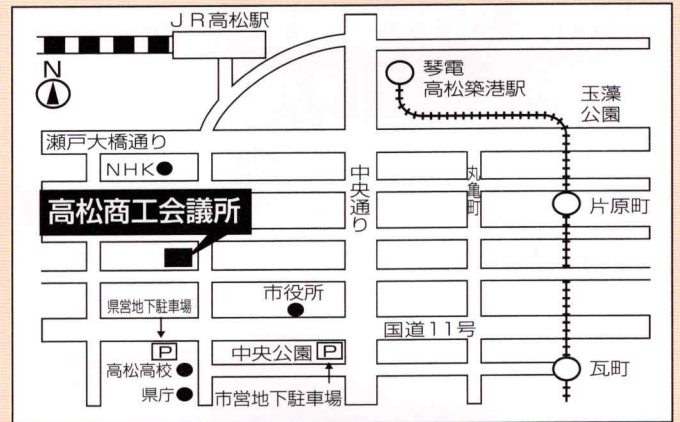 JR高松駅
N
琴電
高松築港駅
玉藻
公園
瀬戸大橋通り
NHK
中央通り
丸亀町
高松商工会議所
片原町
市役所
県営地下駐車場
国道11号
P
中央公園 P
高松高校
瓦町
県庁
市営地下駐車場